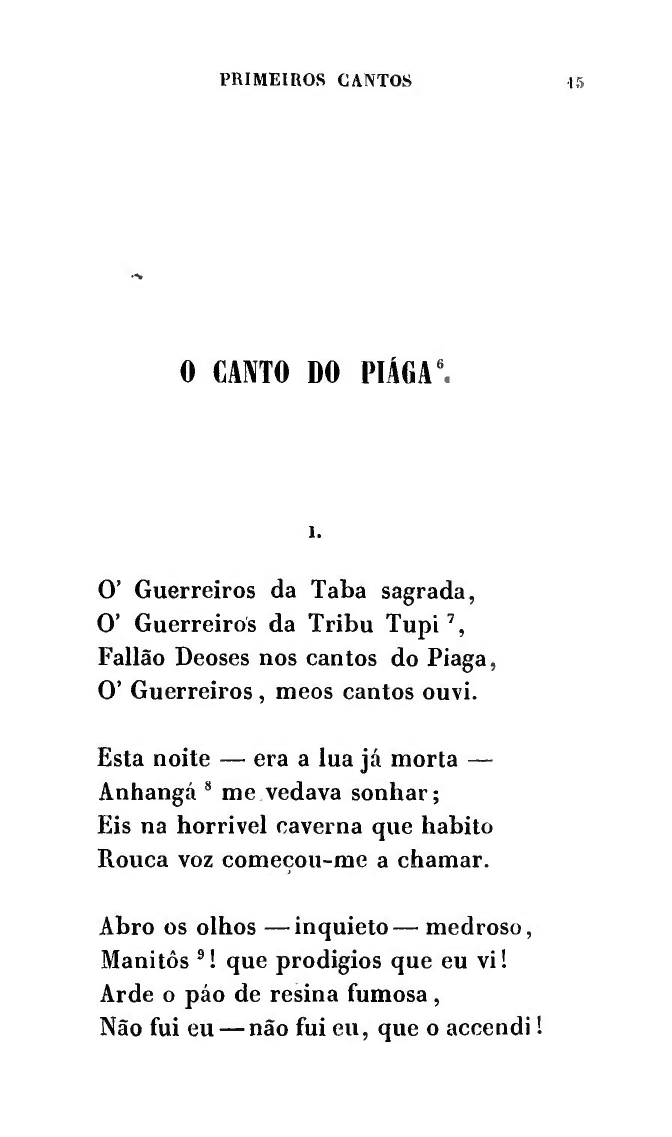 PRIMEIROS CANTOS 15
O CANTO DO PIÁGA⁶.
I.
O' Guerreiros da Taba sagrada,
O' Guerreiros da Tribu Tupi ⁷,
Fallão Deoses nos cantos do Piaga,
O' Guerreiros, meos cantos ouvi.
Esta noite — era a lua já morta —
Anhangá ⁸ me vedava sonhar;
Eis na horrivel caverna que habito
Rouca voz começou-me a chamar.
Abro os olhos — inquieto — medroso,
Manitôs ⁹! que prodigios que eu vi!
Arde o páo de resina fumosa,
Não fui eu — não fui eu, que o accendi!